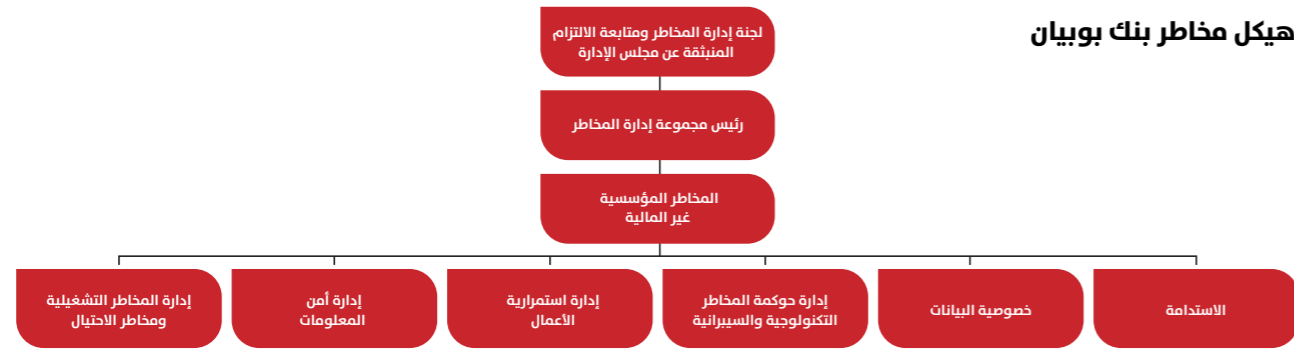 هيكل مخاطر بنك بوبيان
لجنة إدارة المخاطر ومتابعة الالتزام
المنبثقة عن مجلس الإدارة
رئيس مجموعة إدارة المخاطر
المخاطر المؤسسية
غير المالية
الاستدامة
خصوصية البيانات
إدارة حوكمة المخاطر
التكنولوجية والسيبرانية
إدارة استمرارية
الأعمال
إدارة أمن
المعلومات
إدارة المخاطر التشغيلية
ومخاطر الاحتيال